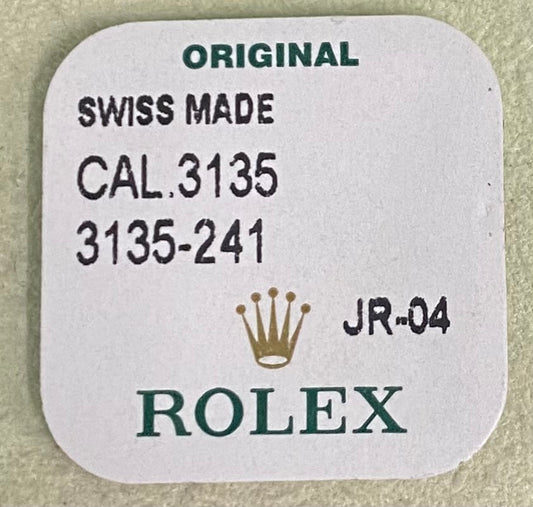 ORIGINAL
SWISS MADE
CAL.3135
3135-241
JR-04
ROLEX